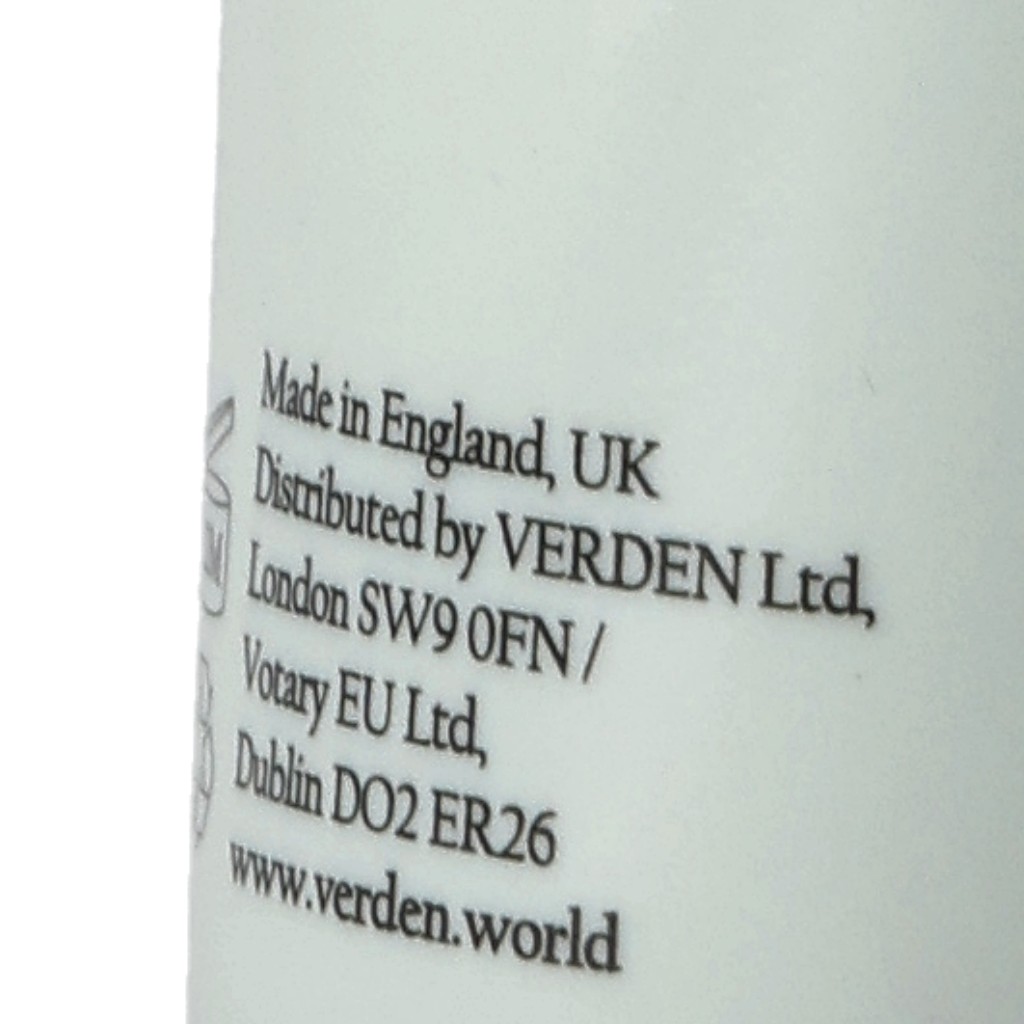 Made in England, UK
Distributed by VERDEN Ltd,
London SW9 0FN /
Votary EU Ltd,
Dublin DO2 ER26
www.verden.world